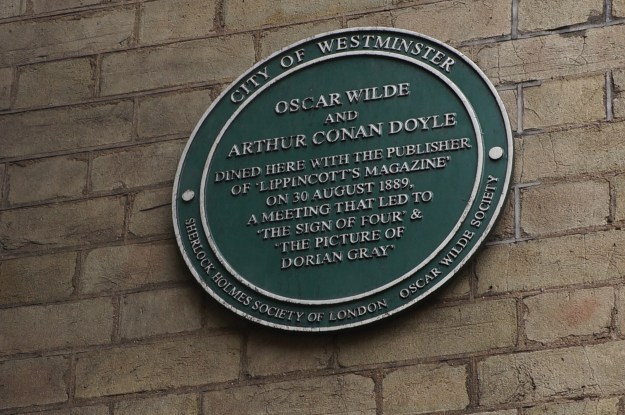 CITY OF WESTMINSTER
OSCAR WILDE
AND
ARTHUR CONAN DOYLE
DINED HERE WITH THE PUBLISHER
OF "LIPPINCOTT'S MAGAZINE"
ON 30 AUGUST 1889,
A MEETING THAT LED TO
"THE SIGN OF FOUR" &
"THE PICTURE OF
DORIAN GRAY"
SHERLOCK HOLMES SOCIETY OF LONDON
OSCAR WILDE SOCIETY